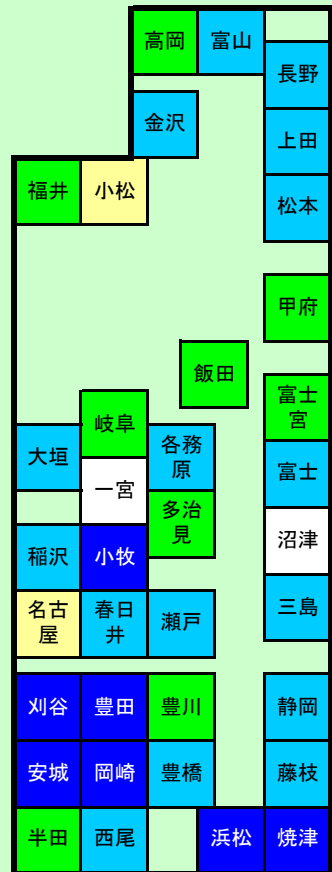 高岡
富山
長野
金沢
上田
福井
小松
松本
甲府
飯田
富士
宮
岐阜
大垣
各務
原
富士
一宮
多治
見
沼津
稲沢
小牧
三島
名古
屋
春日
井
瀬戸
刈谷
豊田
豊川
静岡
安城
岡崎
豊橋
藤枝
半田
西尾
浜松
焼津